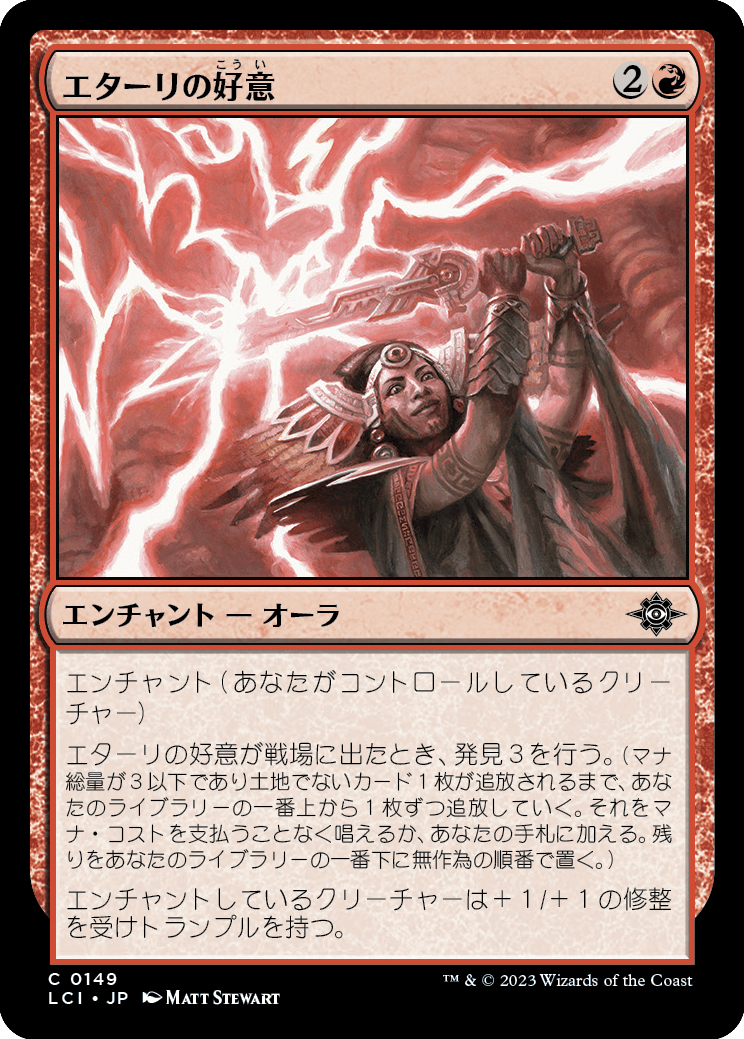 こう い
エターリの好意
2
エンチャント — オーラ
エンチャント（あなたがコントロールしているクリー
チャー）
エターリの好意が戦場に出たとき、発見３を行う。（マナ
総量が３以下であり土地でないカード１枚が追放されるまで、あな
たのライブラリーの一番上から１枚ずつ追放していく。それをマ
ナ・コストを支払うことなく唱えるか、あなたの手札に加える。残
りをあなたのライブラリーの一番下に無作為の順番で置く。）
エンチャントしているクリーチャーは＋１/＋１の修整
を受けトランプルを持つ。
C 0149
LCI • JP MATT STEWART
™ & © 2023 Wizards of the Coast